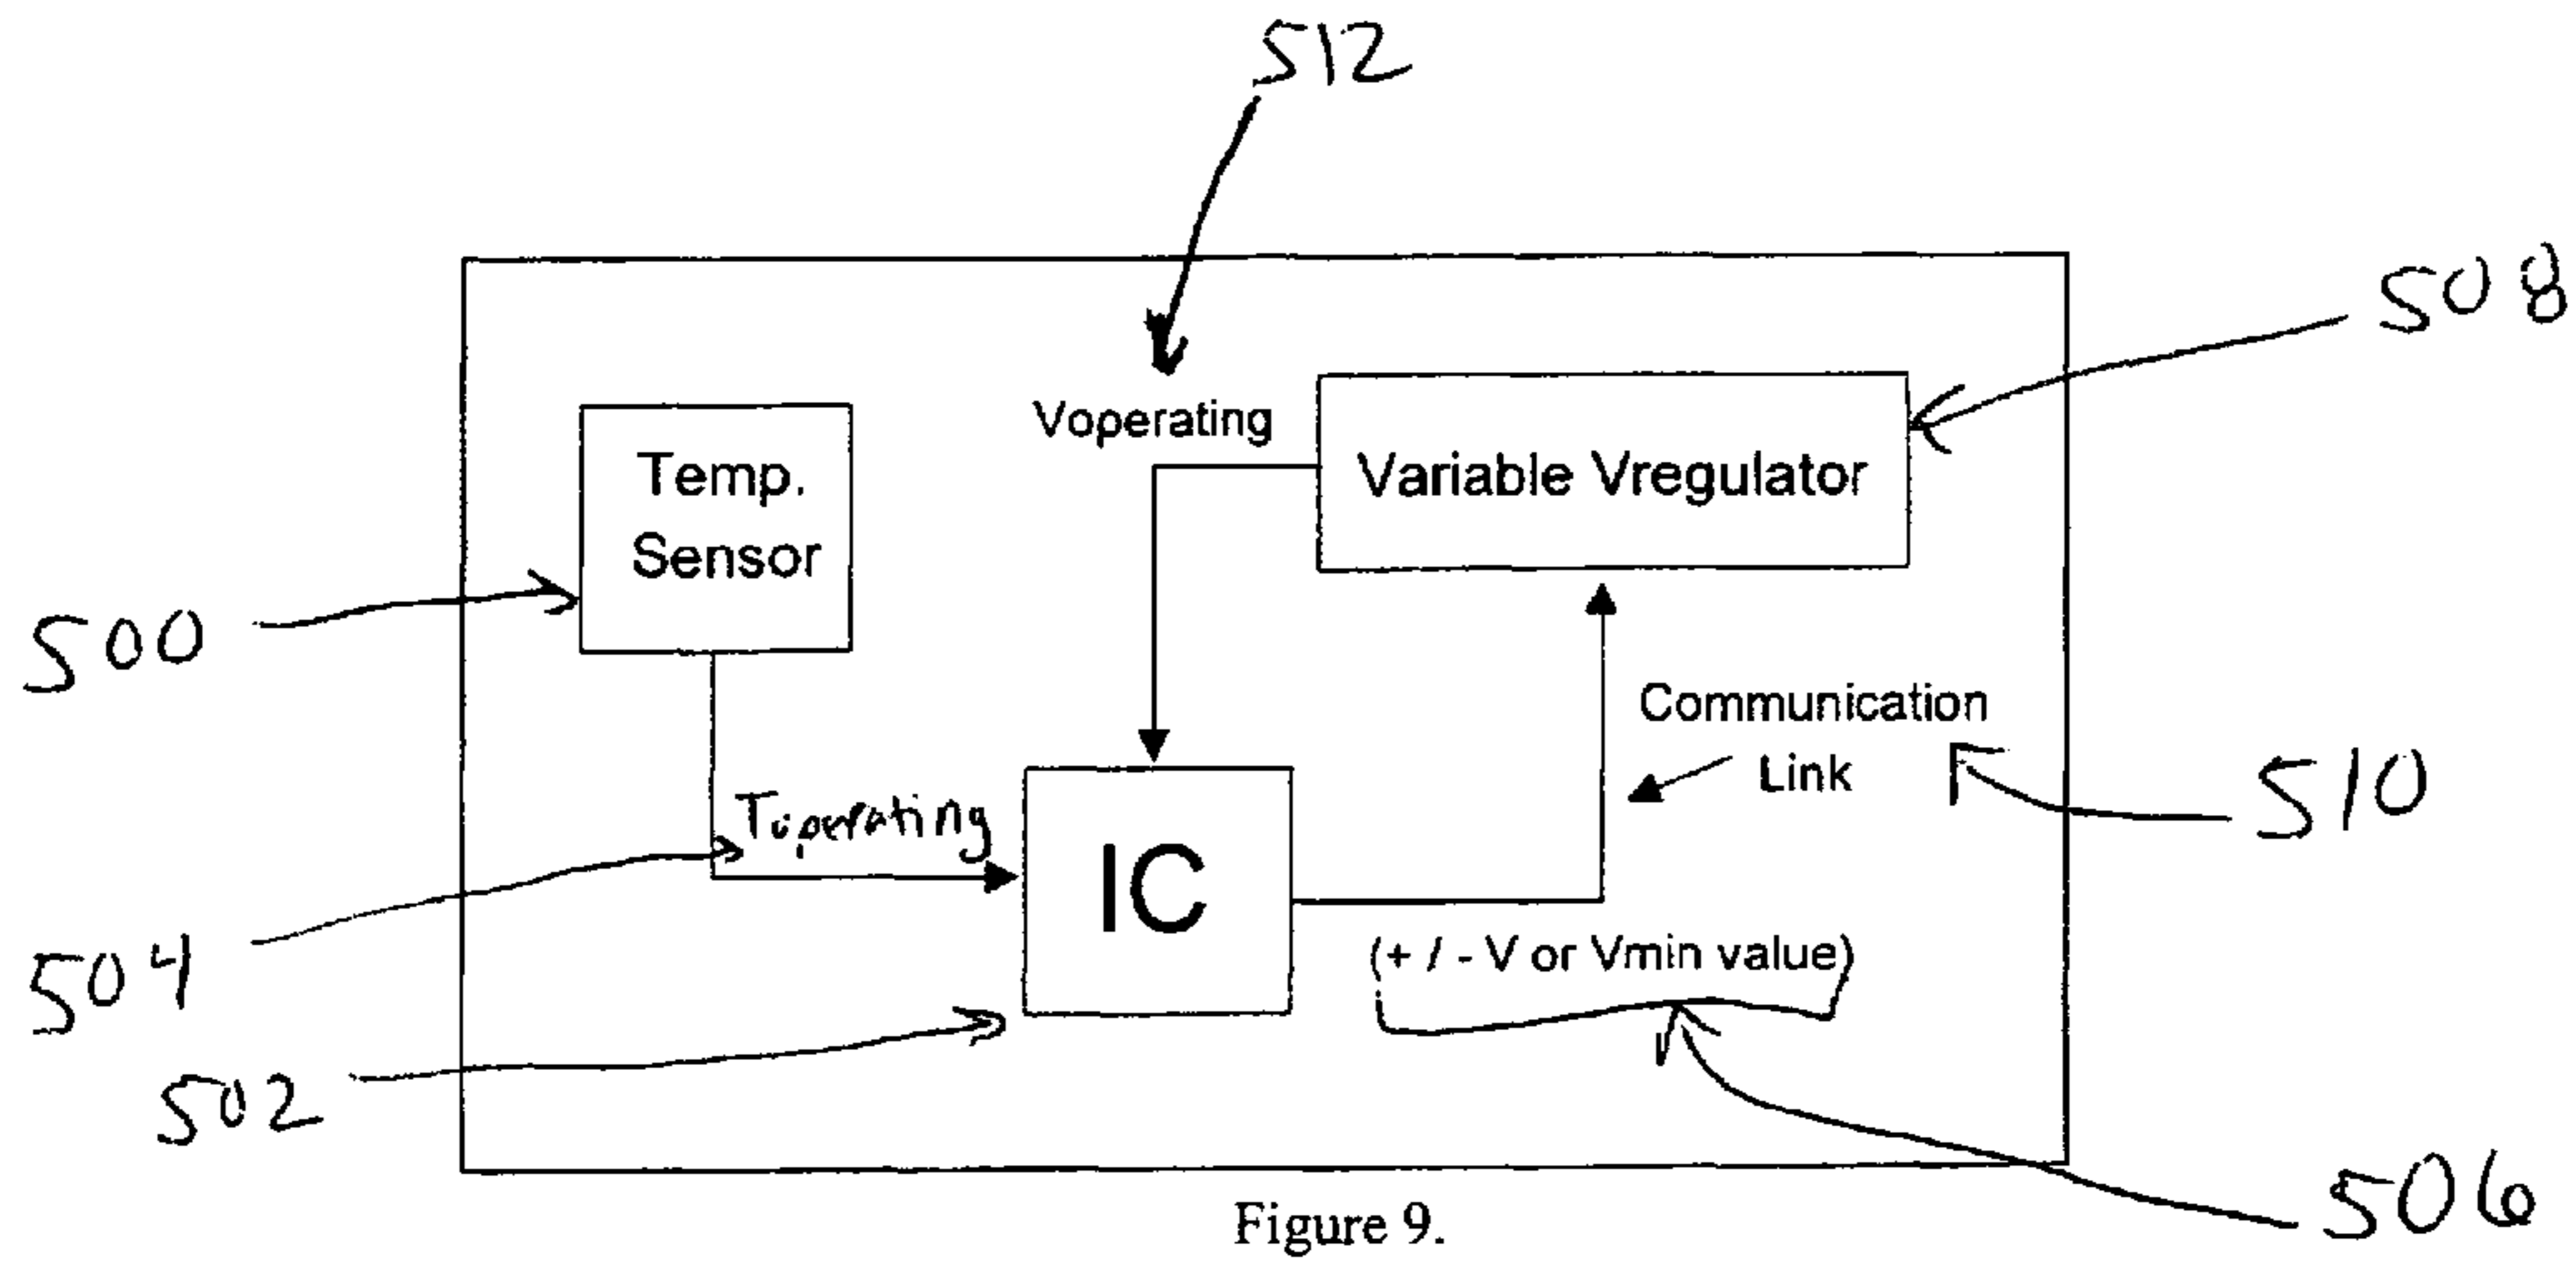 512
508
Voperating
Temp.
Sensor
Variable Vregulator
500
Communication
Link
510
Toperating
IC
504
(+ / - V or Vmin value)
502
506
Figure 9.